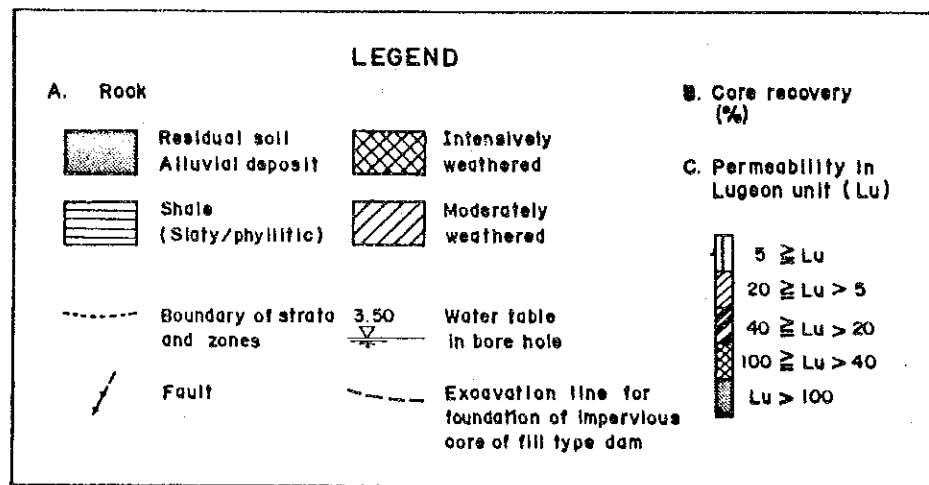 LEGEND
A. Rock
Residual soil
Alluvial deposit
Intensively
weathered
Shale
(Slaty/phyllitic)
Moderately
weathered
Boundary of strata
and zones
3.50
Water table
in bore hole
Fault
Excavation line for
foundation of impervious
core of fill type dam
B. Core recovery
(%)
C. Permeability in
Lugeon unit (Lu)
5 ≧ Lu
20 ≧ Lu > 5
40 ≧ Lu > 20
100 ≧ Lu > 40
Lu > 100